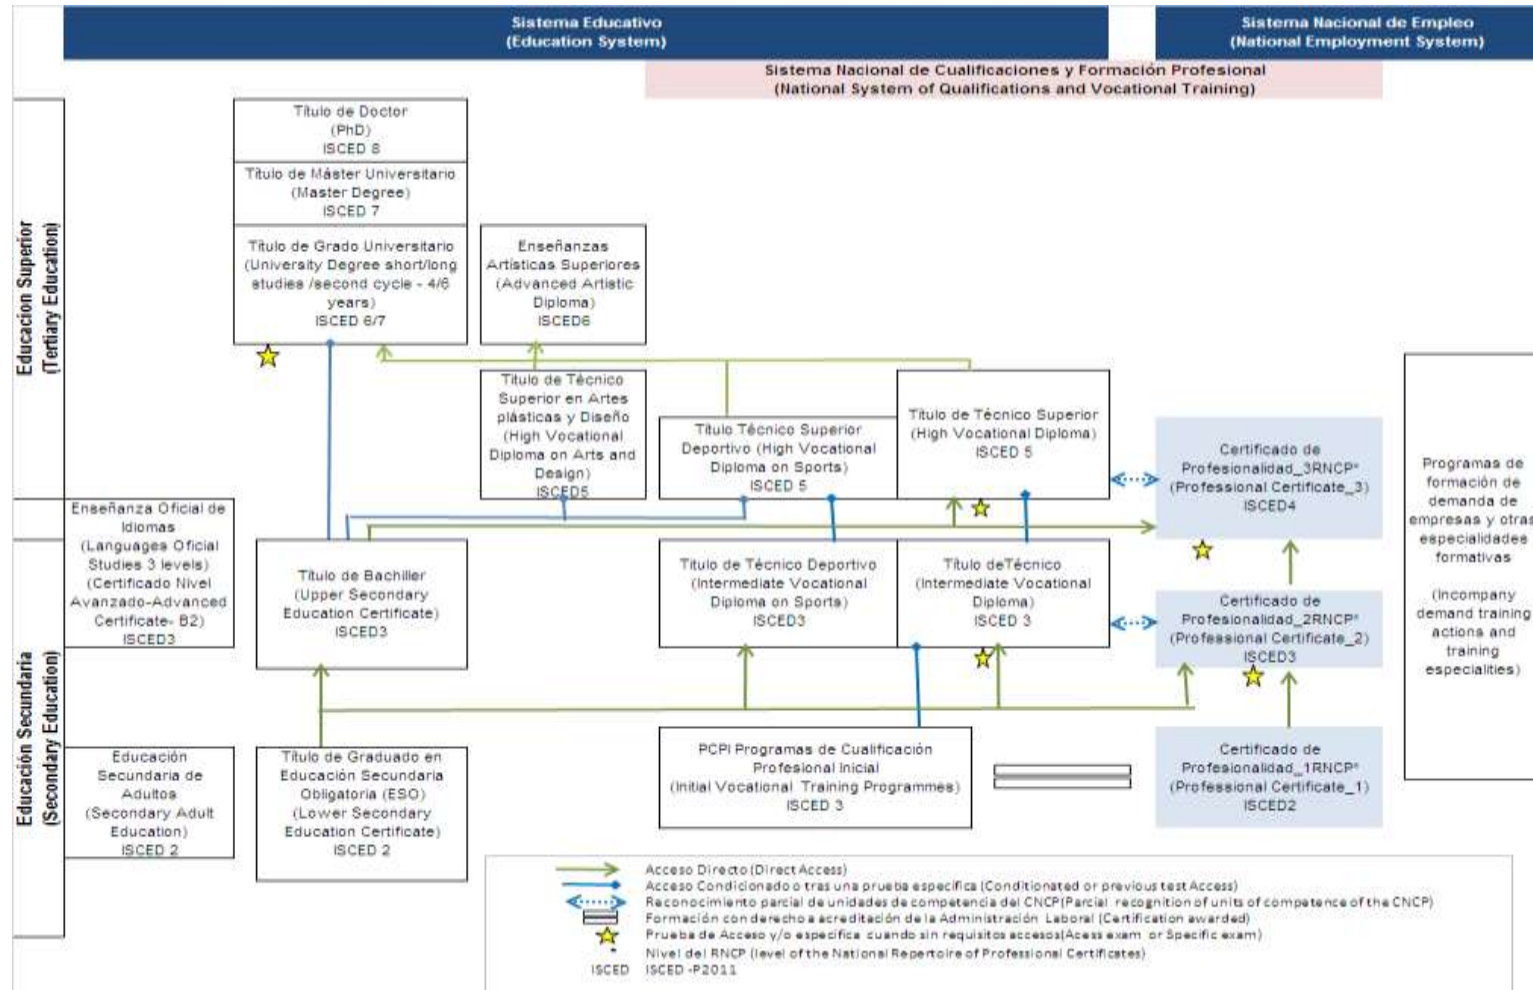 Sistema Educativo
(Education System)
Sistema Nacional de Empleo
(National Employment System)
Sistema Nacional de Cualificaciones y Formación Profesional
(National System of Qualifications and Vocational Training)
Educacion Superior
(Tertiary Education)
Título de Doctor
(PhD)
ISCED 8
Título de Máster Universitario
(Master Degree)
ISCED 7
Título de Grado Universitario
(University Degree short/long
studies /second cycle - 4/6
years)
ISCED 6/7
Enseñanzas
Artísticas Superiores
(Advanced Artistic
Diploma)
ISCED6
Título de Técnico
Superior en Artes
plásticas y Diseño
(High Vocational
Diploma on Arts and
Design)
ISCED5
Título Técnico Superior
Deportivo (High Vocational
Diploma on Sports)
ISCED 5
Título de Técnico Superior
(High Vocational Diploma)
ISCED 5
Certificado de
Profesionalidad_3RNCP*
(Professional Certificate_3)
ISCED4
Programas de
formación de
demanda de
empresas y otras
especialidades
formativas
(Incompany
demand training
actions and
training
especialities)
Enseñanza Oficial de
Idiomas
(Languages Oficial
Studies 3 levels)
(Certificado Nivel
Avanzado-Advanced
Certificate- B2)
ISCED3
Educación Secundaria
(Secondary Education)
Título de Bachiller
(Upper Secondary
Education Certificate)
ISCED3
Título de Técnico Deportivo
(Intermediate Vocational
Diploma on Sports)
ISCED3
Título deTécnico
(Intermediate Vocational
Diploma)
ISCED 3
Certificado de
Profesionalidad_2RNCP*
(Professional Certificate_2)
ISCED3
Educación
Secundaria de
Adultos
(Secondary Adult
Education)
ISCED 2
Título de Graduado en
Educación Secundaria
Obligatoria (ESO)
(Lower Secondary
Education Certificate)
ISCED 2
PCPI Programas de Cualificación
Profesional Inicial
(Initial Vocational Training Programmes)
ISCED 3
Certificado de
Profesionalidad_1RNCP*
(Professional Certificate_1)
ISCED2
Acceso Directo (Direct Access)
Acceso Condicionado o tras una prueba específica (Conditionated or previous test Access)
Reconocimiento parcial de unidades de competencia del CNCP(Parcial recognition of units of competence of the CNCP)
Formación con derecho a acreditación de la Administración Laboral (Certification awarded)
Prueba de Acceso y/o especifica cuando sin requisitos accesos(Acess exam or Specific exam)
* Nivel del RNCP (level of the National Repertoire of Professional Certificates)
ISCED ISCED -P2011